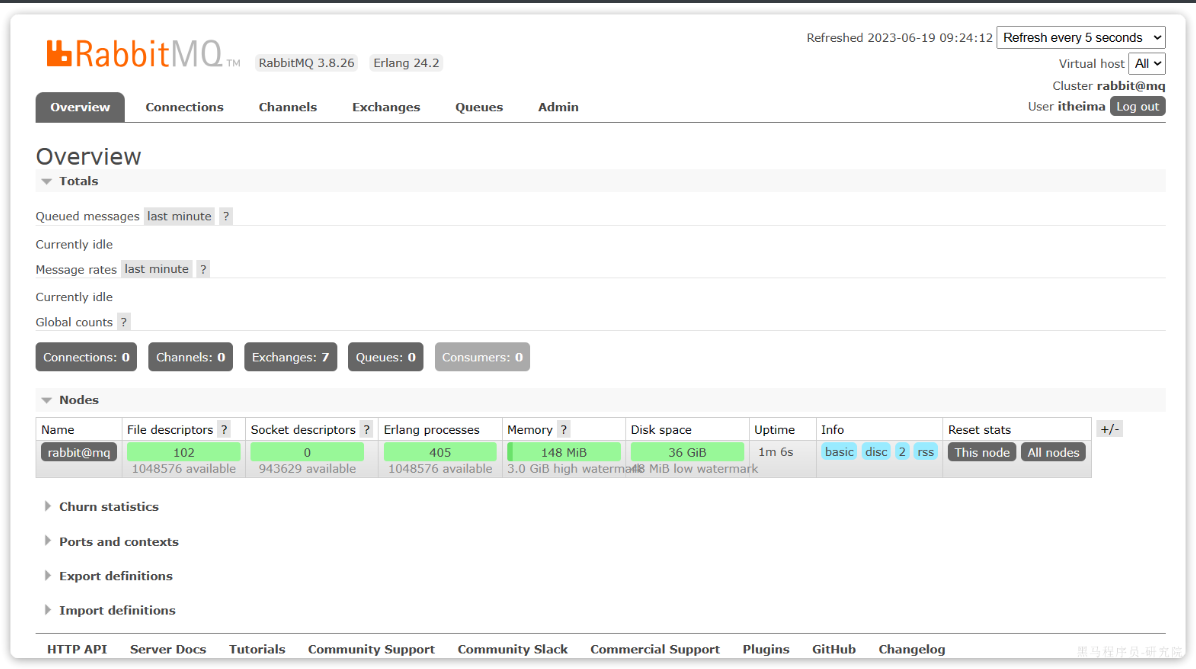 RabbitMQ TM RabbitMQ 3.8.26 Erlang 24.2
Refreshed 2023-06-19 09:24:12 Refresh every 5 seconds
Virtual host All
Cluster rabbit@mq
User itheima Log out
Overview Connections Channels Exchanges Queues Admin
Overview
Totals
Queued messages last minute ?
Currently idle
Message rates last minute ?
Currently idle
Global counts ?
Connections: 0 Channels: 0 Exchanges: 7 Queues: 0 Consumers: 0
Nodes
Name File descriptors ? Socket descriptors ? Erlang processes Memory ? Disk space Uptime Info Reset stats +/-
rabbit@mq 102 0 405 148 MiB 36 GiB 1m 6s basic disc 2 rss This node All nodes
1048576 available 943629 available 1048576 available 3.0 GiB high watermark 48 MiB low watermark
Churn statistics
Ports and contexts
Export definitions
Import definitions
HTTP API Server Docs Tutorials Community Support Community Slack Commercial Support Plugins GitHub Changelog
黑马程序员-研究院